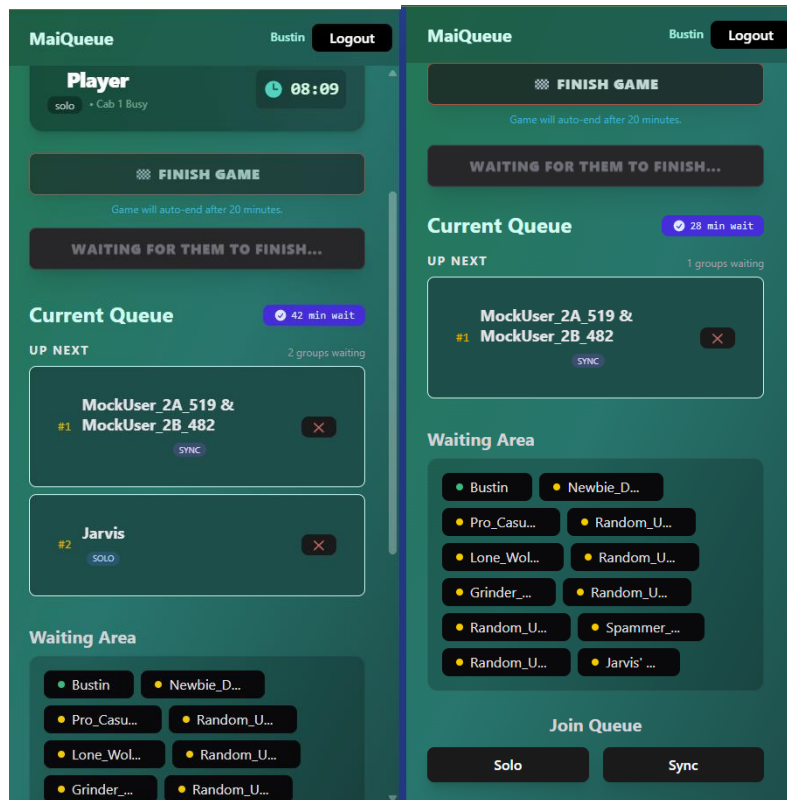 MaiQueue
Bustin
Logout
Player
solo
• Cab 1 Busy
08:09
FINISH GAME
Game will auto-end after 20 minutes.
WAITING FOR THEM TO FINISH...
Current Queue
42 min wait
UP NEXT
2 groups waiting
#1
MockUser_2A_519 &
MockUser_2B_482
SYNC
#2
Jarvis
SOLO
Waiting Area
Bustin
Newbie_D...
Pro_Casu...
Random_U...
Lone_Wol...
Random_U...
Grinder_...
Random_U...
MaiQueue
Bustin
Logout
FINISH GAME
Game will auto-end after 20 minutes.
WAITING FOR THEM TO FINISH...
Current Queue
28 min wait
UP NEXT
1 groups waiting
#1
MockUser_2A_519 &
MockUser_2B_482
SYNC
Waiting Area
Bustin
Newbie_D...
Pro_Casu...
Random_U...
Lone_Wol...
Random_U...
Grinder_...
Random_U...
Random_U...
Spammer_...
Random_U...
Jarvis' ...
Join Queue
Solo
Sync